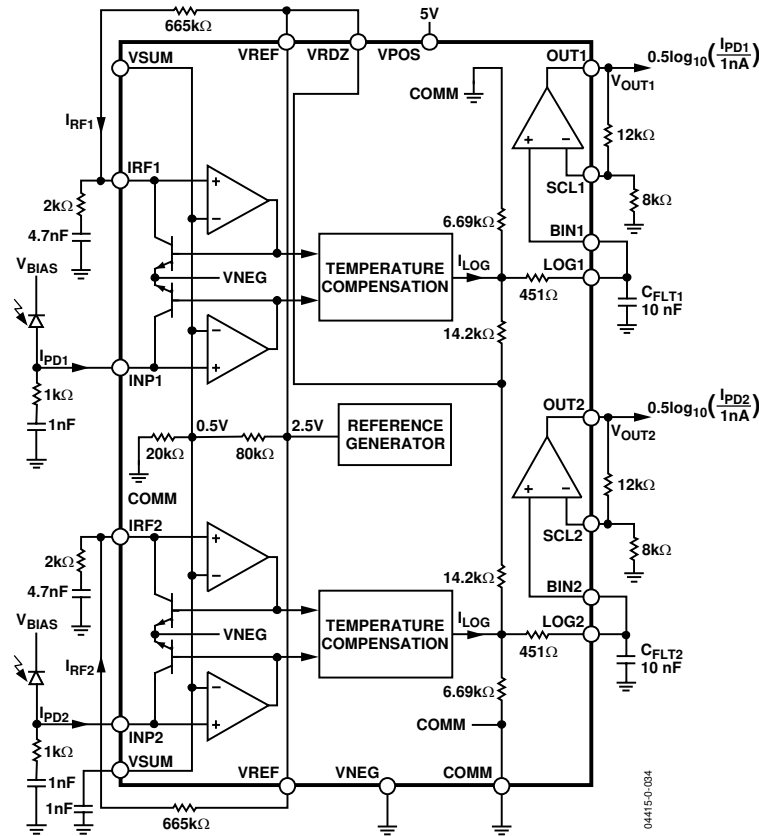 665kΩ
5V
VREF
VRDZ
VPOS
VSUM
OUT1
0.5log10(IPD1/1nA)
VOUT1
COMM
IRF1
12kΩ
IRF1
SCL1
8kΩ
2kΩ
4.7nF
6.69kΩ
BIN1
VBIAS
VNEG
TEMPERATURE
COMPENSATION
ILOG
LOG1
451Ω
CFLT1
10 nF
14.2kΩ
IPD1
INP1
1kΩ
1nF
OUT2
0.5log10(IPD2/1nA)
VOUT2
0.5V
2.5V
REFERENCE
GENERATOR
20kΩ
80kΩ
COMM
12kΩ
IRF2
SCL2
8kΩ
2kΩ
4.7nF
14.2kΩ
BIN2
VBIAS
VNEG
TEMPERATURE
COMPENSATION
ILOG
LOG2
451Ω
CFLT2
10 nF
IRF2
6.69kΩ
IPD2
INP2
COMM
1kΩ
VSUM
1nF
1nF
VREF
VNEG
COMM
665kΩ
04415-0-034
+
−
+
−
+
−
−
+
+
−
−
+